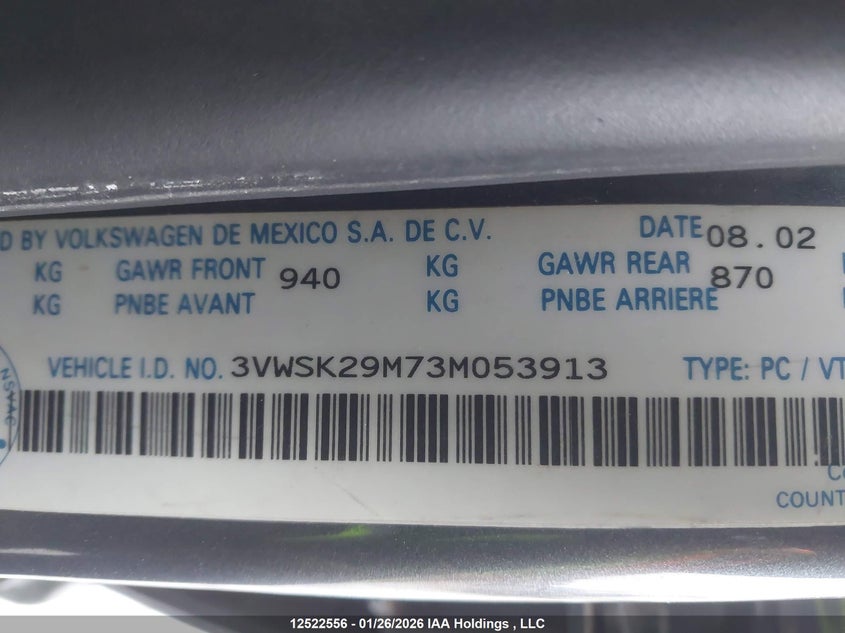 D BY VOLKSWAGEN DE MEXICO S.A. DE C.V. DATE 08.02
KG GAWR FRONT 940 KG GAWR REAR 870
KG PNBE AVANT KG PNBE ARRIERE
VEHICLE I.D. NO. 3VWSK29M73M053913 TYPE: PC / VT
NSVAC
COUNT
12522556 - 01/26/2026 IAA Holdings , LLC